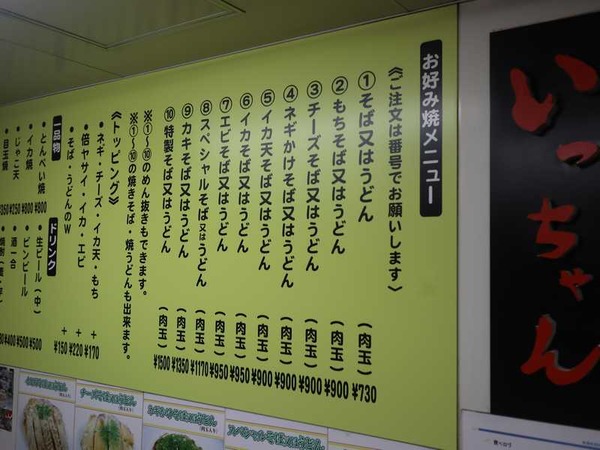 いっちゃん
お好み焼メニュー
《ご注文は番号でお願いします》
①そば又はうどん (肉玉) ¥730
②もちそば又はうどん (肉玉) ¥900
③チーズそば又はうどん (肉玉) ¥900
④ネギかけそば又はうどん (肉玉) ¥900
⑤イカ天そば又はうどん (肉玉) ¥900
⑥イカそば又はうどん (肉玉) ¥950
⑦エビそば又はうどん (肉玉) ¥950
⑧スペシャルそば又はうどん (肉玉) ¥1170
⑨カキそば又はうどん (肉玉) ¥1350
⑩特製そば又はうどん (肉玉) ¥1500
※①～⑩のめん抜きもできます。
※①～⑩の焼きそば・焼うどんも出来ます。
《トッピング》
・ネギ・チーズ・イカ天・もち +¥170
・倍ヤサイ・イカ・エビ +¥220
・そば・うどんのW +¥150
一品物
・とんぺい焼 ¥800
・イカ焼 ¥800
・じゃこ天 ¥250
・目玉焼 ¥350
ドリンク
・生ビール(中) ¥500
・ビンビール ¥500
・酒一合 ¥400